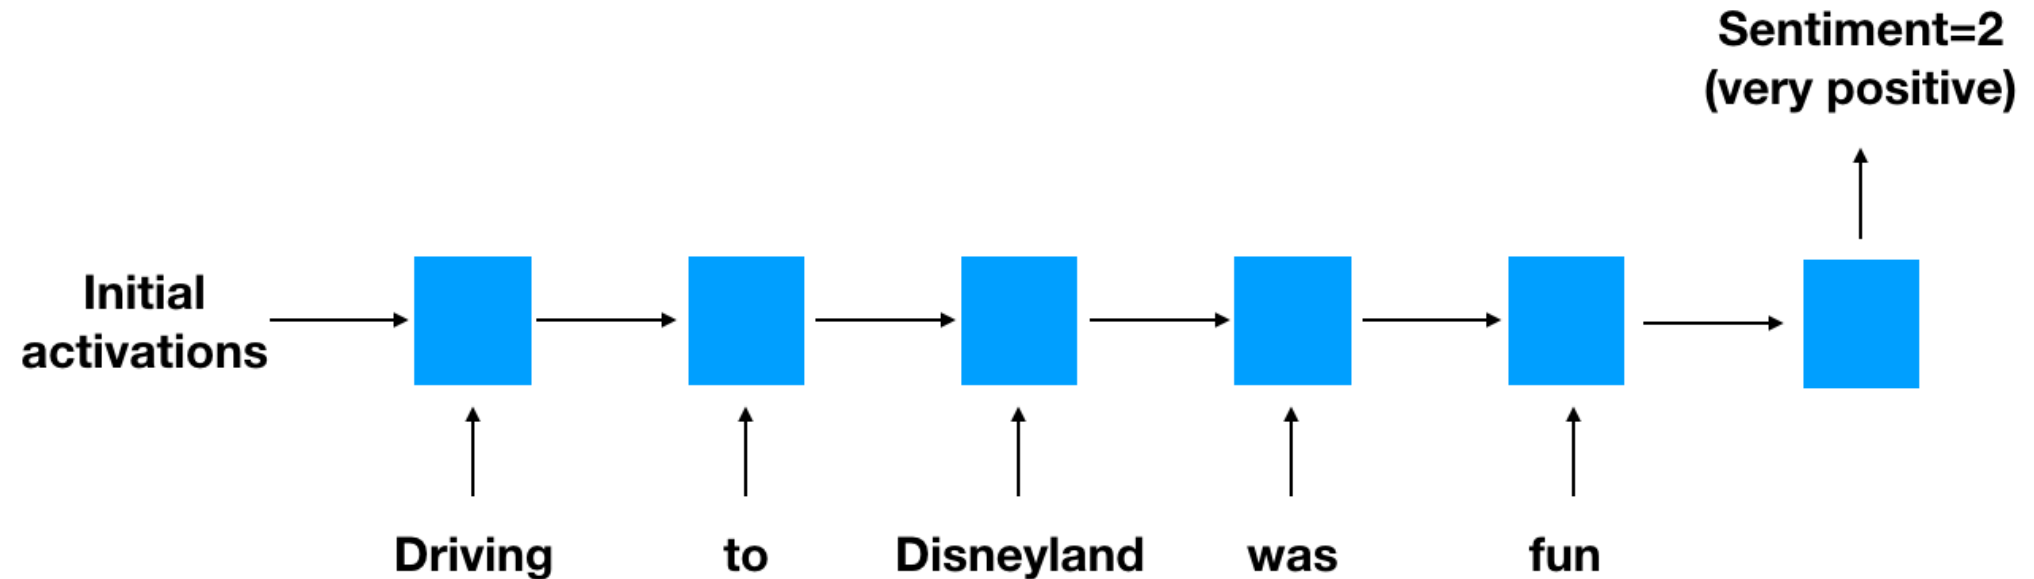 Sentiment=2
(very positive)
Initial
activations
Driving to Disneyland was fun